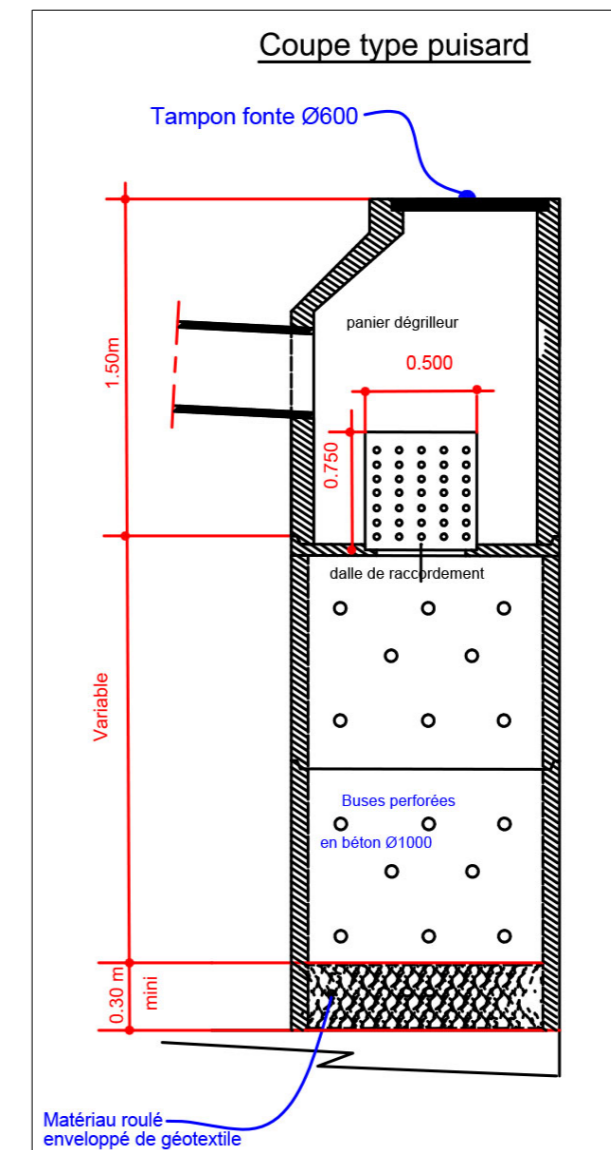 Coupe type puisard
Tampon fonte Ø600
panier dégrilleur
0.500
1.50m
0.750
dalle de raccordement
Variable
Buses perforées
en béton Ø1000
0.30 m
mini
Matériau roulé
enveloppé de géotextile